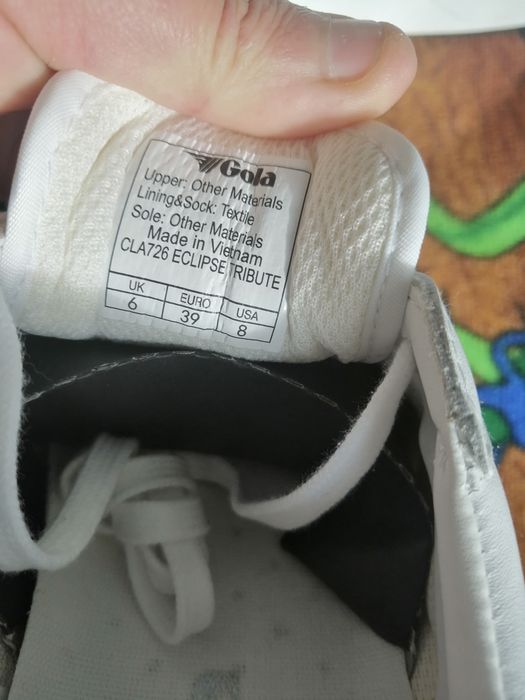 Gola
Upper: Other Materials
Lining&Sock: Textile
Sole: Other Materials
Made in Vietnam
CLA726 ECLIPSE TRIBUTE
UK EURO USA
6 39 8